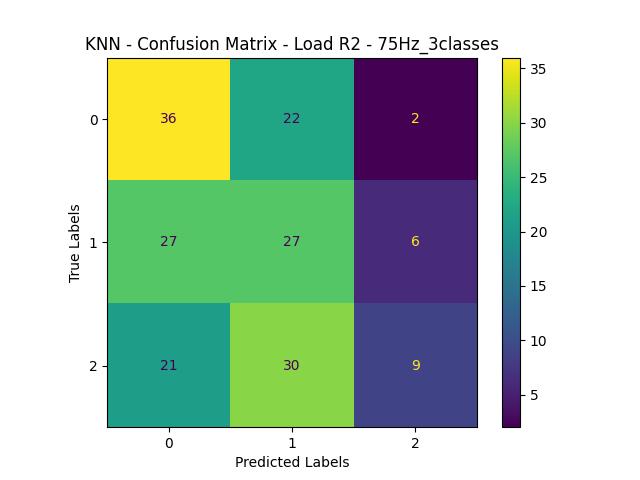 KNN - Confusion Matrix - Load R2 - 75Hz_3classes
35
30
25
20
15
10
5
True Labels
0
36 22 2
1
27 27 6
2
21 30 9
0 1 2
Predicted Labels